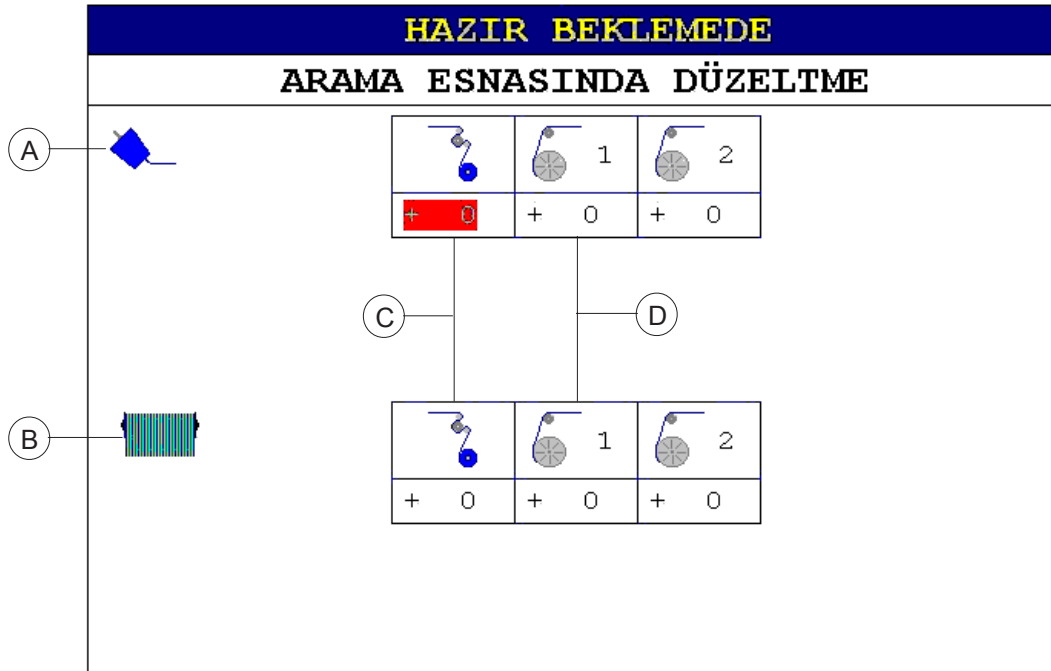 HAZIR BEKLEMEDE
ARAMA ESNASINDA DÜZELTME
A
1 2
+ 0 + 0 + 0
C D
B
1 2
+ 0 + 0 + 0